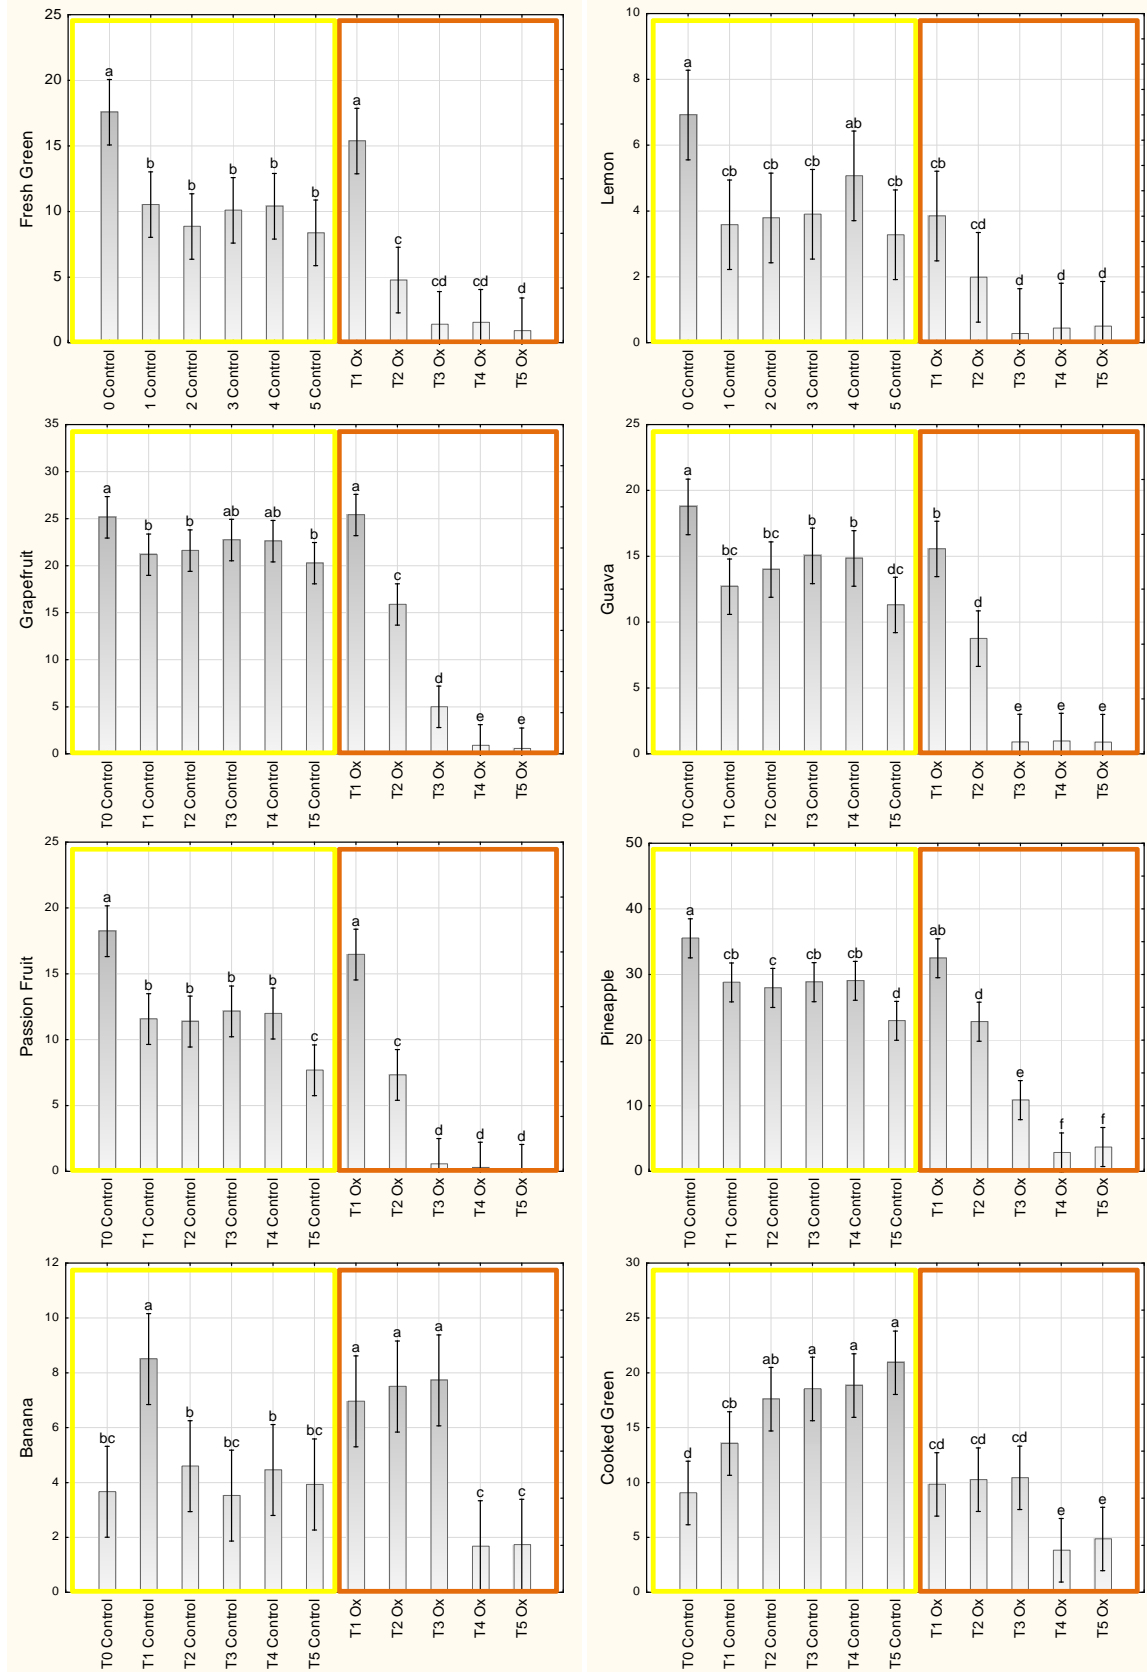 25
20
15
10
5
0
Fresh Green
a
b
b
b
b
b
a
c
cd
cd
d
0 Control
1 Control
2 Control
3 Control
4 Control
5 Control
T1 Ox
T2 Ox
T3 Ox
T4 Ox
T5 Ox
10
8
6
4
2
0
Lemon
a
cb
cb
cb
ab
cb
cb
cd
d
d
d
0 Control
1 Control
2 Control
3 Control
4 Control
5 Control
T1 Ox
T2 Ox
T3 Ox
T4 Ox
T5 Ox
35
30
25
20
15
10
5
0
Grapefruit
a
b
b
ab
ab
b
a
c
d
e
e
T0 Control
T1 Control
T2 Control
T3 Control
T4 Control
T5 Control
T1 Ox
T2 Ox
T3 Ox
T4 Ox
T5 Ox
25
20
15
10
5
0
Guava
a
bc
bc
b
b
dc
b
d
e
e
e
T0 Control
T1 Control
T2 Control
T3 Control
T4 Control
T5 Control
T1 Ox
T2 Ox
T3 Ox
T4 Ox
T5 Ox
25
20
15
10
5
0
Passion Fruit
a
b
b
b
b
c
a
c
d
d
d
T0 Control
T1 Control
T2 Control
T3 Control
T4 Control
T5 Control
T1 Ox
T2 Ox
T3 Ox
T4 Ox
T5 Ox
50
40
30
20
10
0
Pineapple
a
cb
c
cb
cb
d
ab
d
e
f
f
T0 Control
T1 Control
T2 Control
T3 Control
T4 Control
T5 Control
T1 Ox
T2 Ox
T3 Ox
T4 Ox
T5 Ox
12
10
8
6
4
2
0
Banana
bc
a
b
bc
b
bc
a
a
a
c
c
T0 Control
T1 Control
T2 Control
T3 Control
T4 Control
T5 Control
T1 Ox
T2 Ox
T3 Ox
T4 Ox
T5 Ox
30
25
20
15
10
5
0
Cooked Green
d
cb
ab
a
a
a
cd
cd
cd
e
e
T0 Control
T1 Control
T2 Control
T3 Control
T4 Control
T5 Control
T1 Ox
T2 Ox
T3 Ox
T4 Ox
T5 Ox